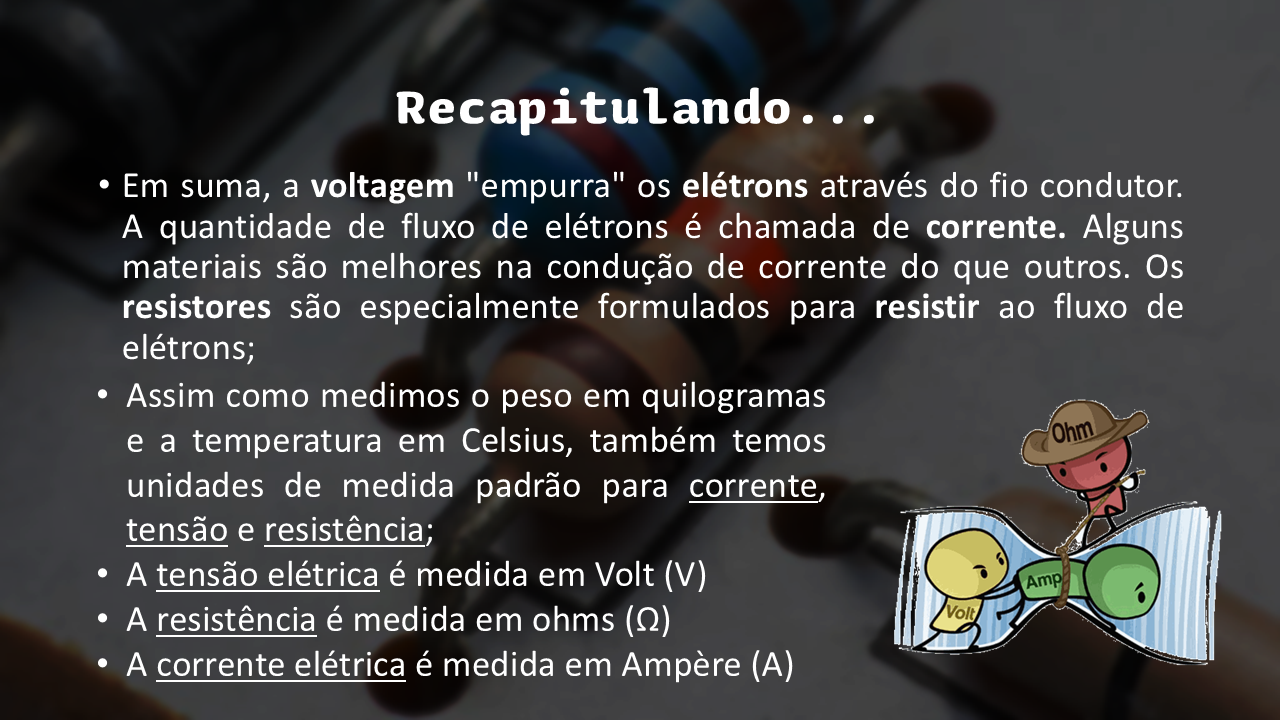 Recapitulando...
• Em suma, a voltagem "empurra" os elétrons através do fio condutor.
A quantidade de fluxo de elétrons é chamada de corrente. Alguns
materiais são melhores na condução de corrente do que outros. Os
resistores são especialmente formulados para resistir ao fluxo de
elétrons;
• Assim como medimos o peso em quilogramas
e a temperatura em Celsius, também temos
unidades de medida padrão para corrente,
tensão e resistência;
• A tensão elétrica é medida em Volt (V)
• A resistência é medida em ohms (Ω)
• A corrente elétrica é medida em Ampère (A)
Ohm
Amp
Volt